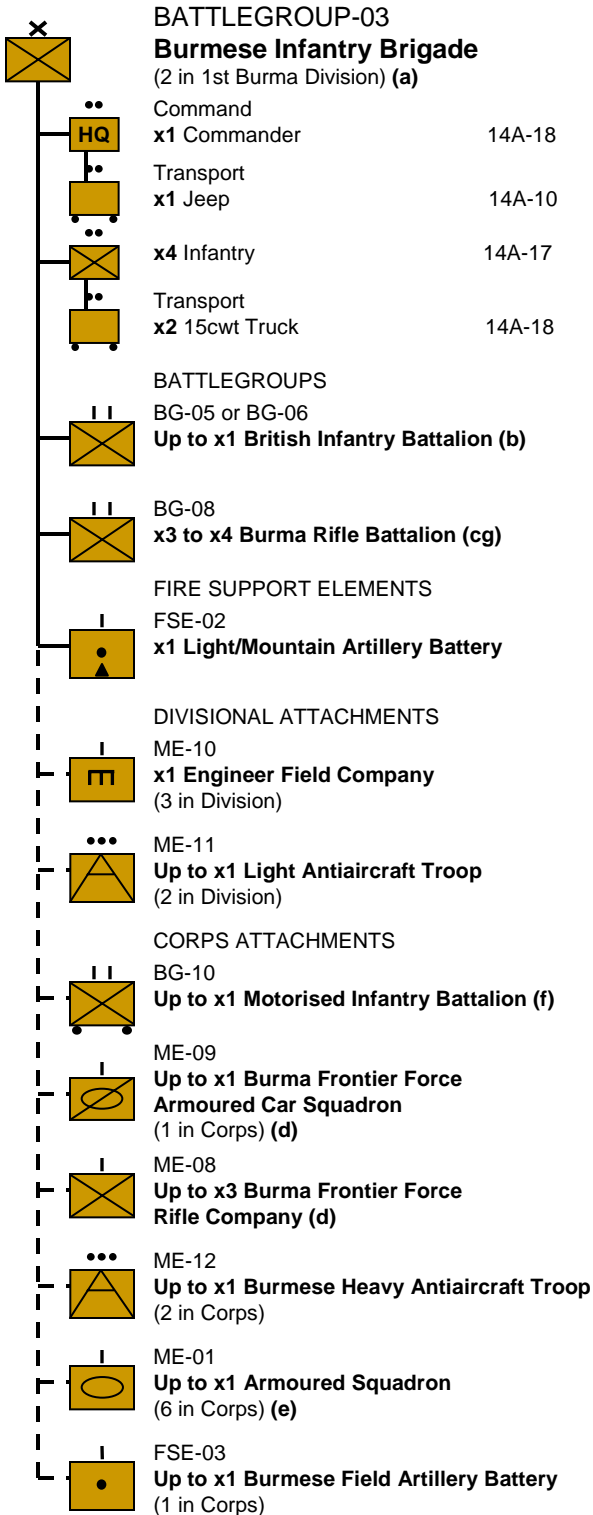 BATTLEGROUP-03
Burmese Infantry Brigade
(2 in 1st Burma Division) (a)
Command
HQ
x1 Commander 14A-18
Transport
x1 Jeep 14A-10
x4 Infantry 14A-17
Transport
x2 15cwt Truck 14A-18
BATTLEGROUPS
BG-05 or BG-06
Up to x1 British Infantry Battalion (b)
BG-08
x3 to x4 Burma Rifle Battalion (cg)
FIRE SUPPORT ELEMENTS
FSE-02
x1 Light/Mountain Artillery Battery
DIVISIONAL ATTACHMENTS
ME-10
x1 Engineer Field Company
(3 in Division)
ME-11
Up to x1 Light Antiaircraft Troop
(2 in Division)
CORPS ATTACHMENTS
BG-10
Up to x1 Motorised Infantry Battalion (f)
ME-09
Up to x1 Burma Frontier Force
Armoured Car Squadron
(1 in Corps) (d)
ME-08
Up to x3 Burma Frontier Force
Rifle Company (d)
ME-12
Up to x1 Burmese Heavy Antiaircraft Troop
(2 in Corps)
ME-01
Up to x1 Armoured Squadron
(6 in Corps) (e)
FSE-03
Up to x1 Burmese Field Artillery Battery
(1 in Corps)